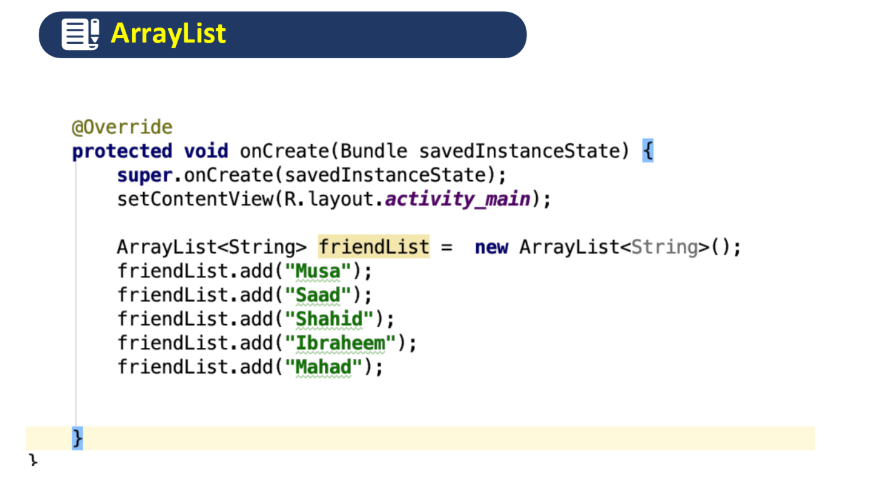 ArrayList
@Override
protected void onCreate(Bundle savedInstanceState) {
super.onCreate(savedInstanceState);
setContentView(R.layout.activity_main);
ArrayList<String> friendList =  new ArrayList<String>();
friendList.add("Musa");
friendList.add("Saad");
friendList.add("Shahid");
friendList.add("Ibraheem");
friendList.add("Mahad");
}
}